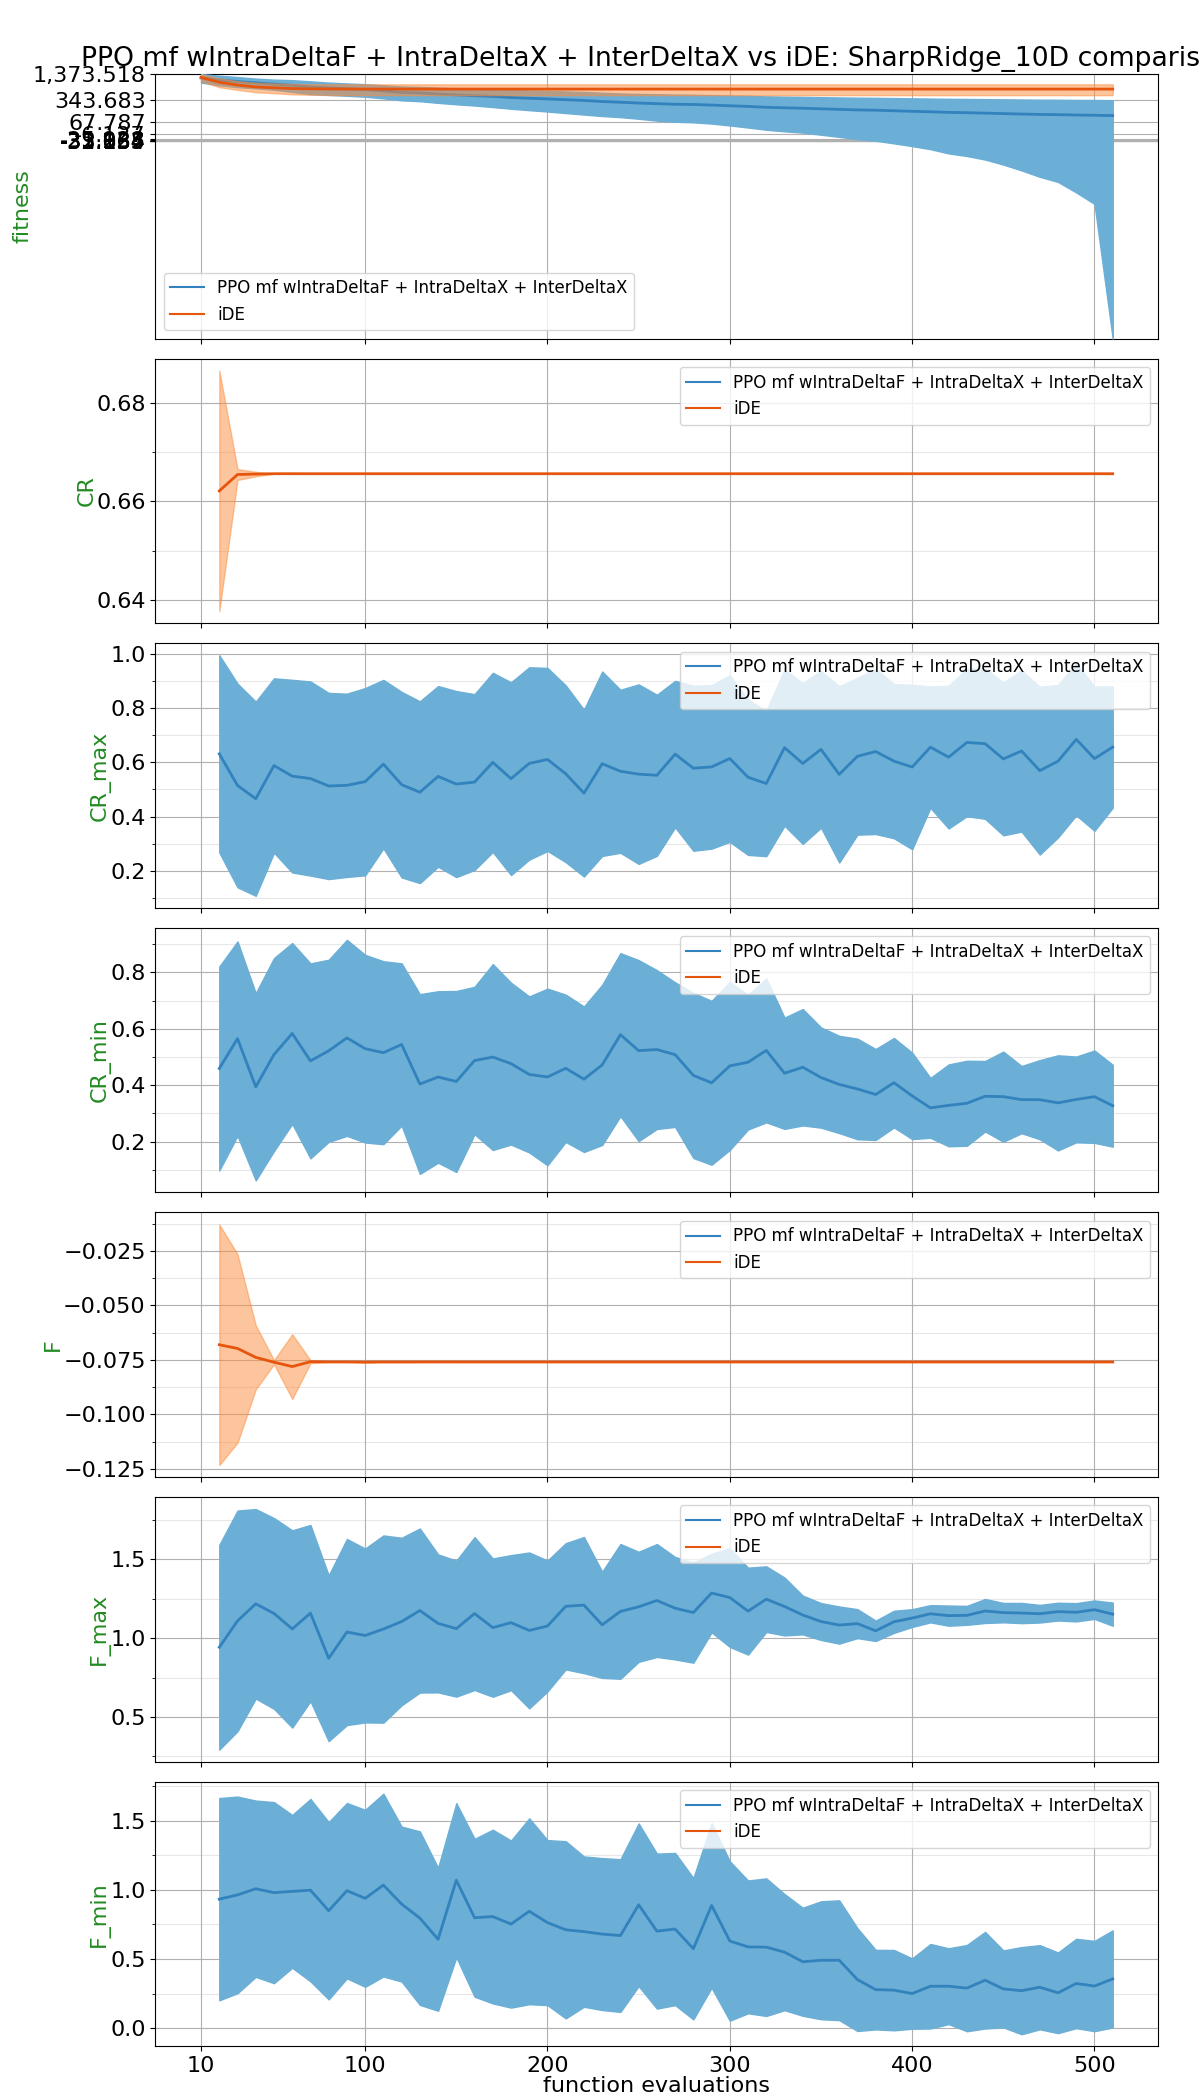 PPO mf wIntraDeltaF + IntraDeltaX + InterDeltaX vs iDE: SharpRidge_10D comparis
1,373.518
343.683
67.787
fitness
PPO mf wIntraDeltaF + IntraDeltaX + InterDeltaX
iDE
PPO mf wIntraDeltaF + IntraDeltaX + InterDeltaX
iDE
0.68
0.66
0.64
CR
PPO mf wIntraDeltaF + IntraDeltaX + InterDeltaX
iDE
1.0
0.8
0.6
0.4
0.2
CR_max
PPO mf wIntraDeltaF + IntraDeltaX + InterDeltaX
iDE
0.8
0.6
0.4
0.2
CR_min
PPO mf wIntraDeltaF + IntraDeltaX + InterDeltaX
iDE
−0.025
−0.050
−0.075
−0.100
−0.125
F
PPO mf wIntraDeltaF + IntraDeltaX + InterDeltaX
iDE
1.5
1.0
0.5
F_max
PPO mf wIntraDeltaF + IntraDeltaX + InterDeltaX
iDE
1.5
1.0
0.5
0.0
F_min
10 100 200 300 400 500
function evaluations